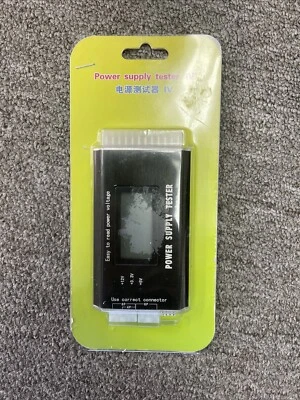 Power supply tester
电源测试器 IV
Easy to read power voltage
POWER SUPPLY TESTER
+12V
+3.3V
+5V
Use correct connector